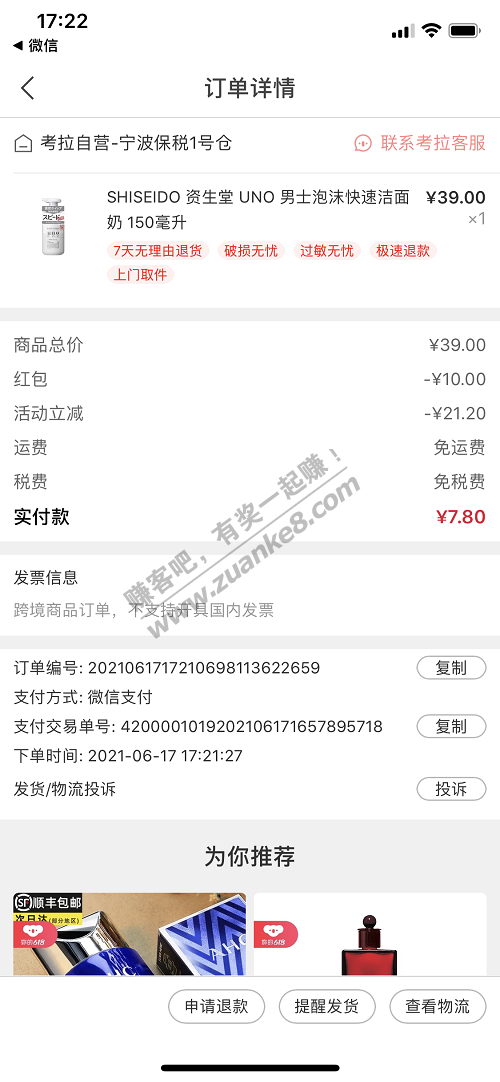 17:22
微信
订单详情
考拉自营-宁波保税1号仓
联系考拉客服
SHISEIDO 资生堂 UNO 男士泡沫快速洁面
¥39.00
奶 150毫升
×1
7天无理由退货 破损无忧 过敏无忧 极速退款
上门取件
商品总价 ¥39.00
红包 -¥10.00
活动立减 -¥21.20
运费 免运费
税费 免税费
实付款 ¥7.80
赚客吧，有奖一起赚！
www.zuanke8.com
发票信息
跨境商品订单，不支持开具国内发票
订单编号: 2021061717210698113622659 复制
支付方式: 微信支付
支付交易单号: 4200001019202106171657895718 复制
下单时间: 2021-06-17 17:21:27
发货/物流投诉 投诉
为你推荐
SF 顺丰包邮
次日达(部分地区)
AHC
申请退款 提醒发货 查看物流